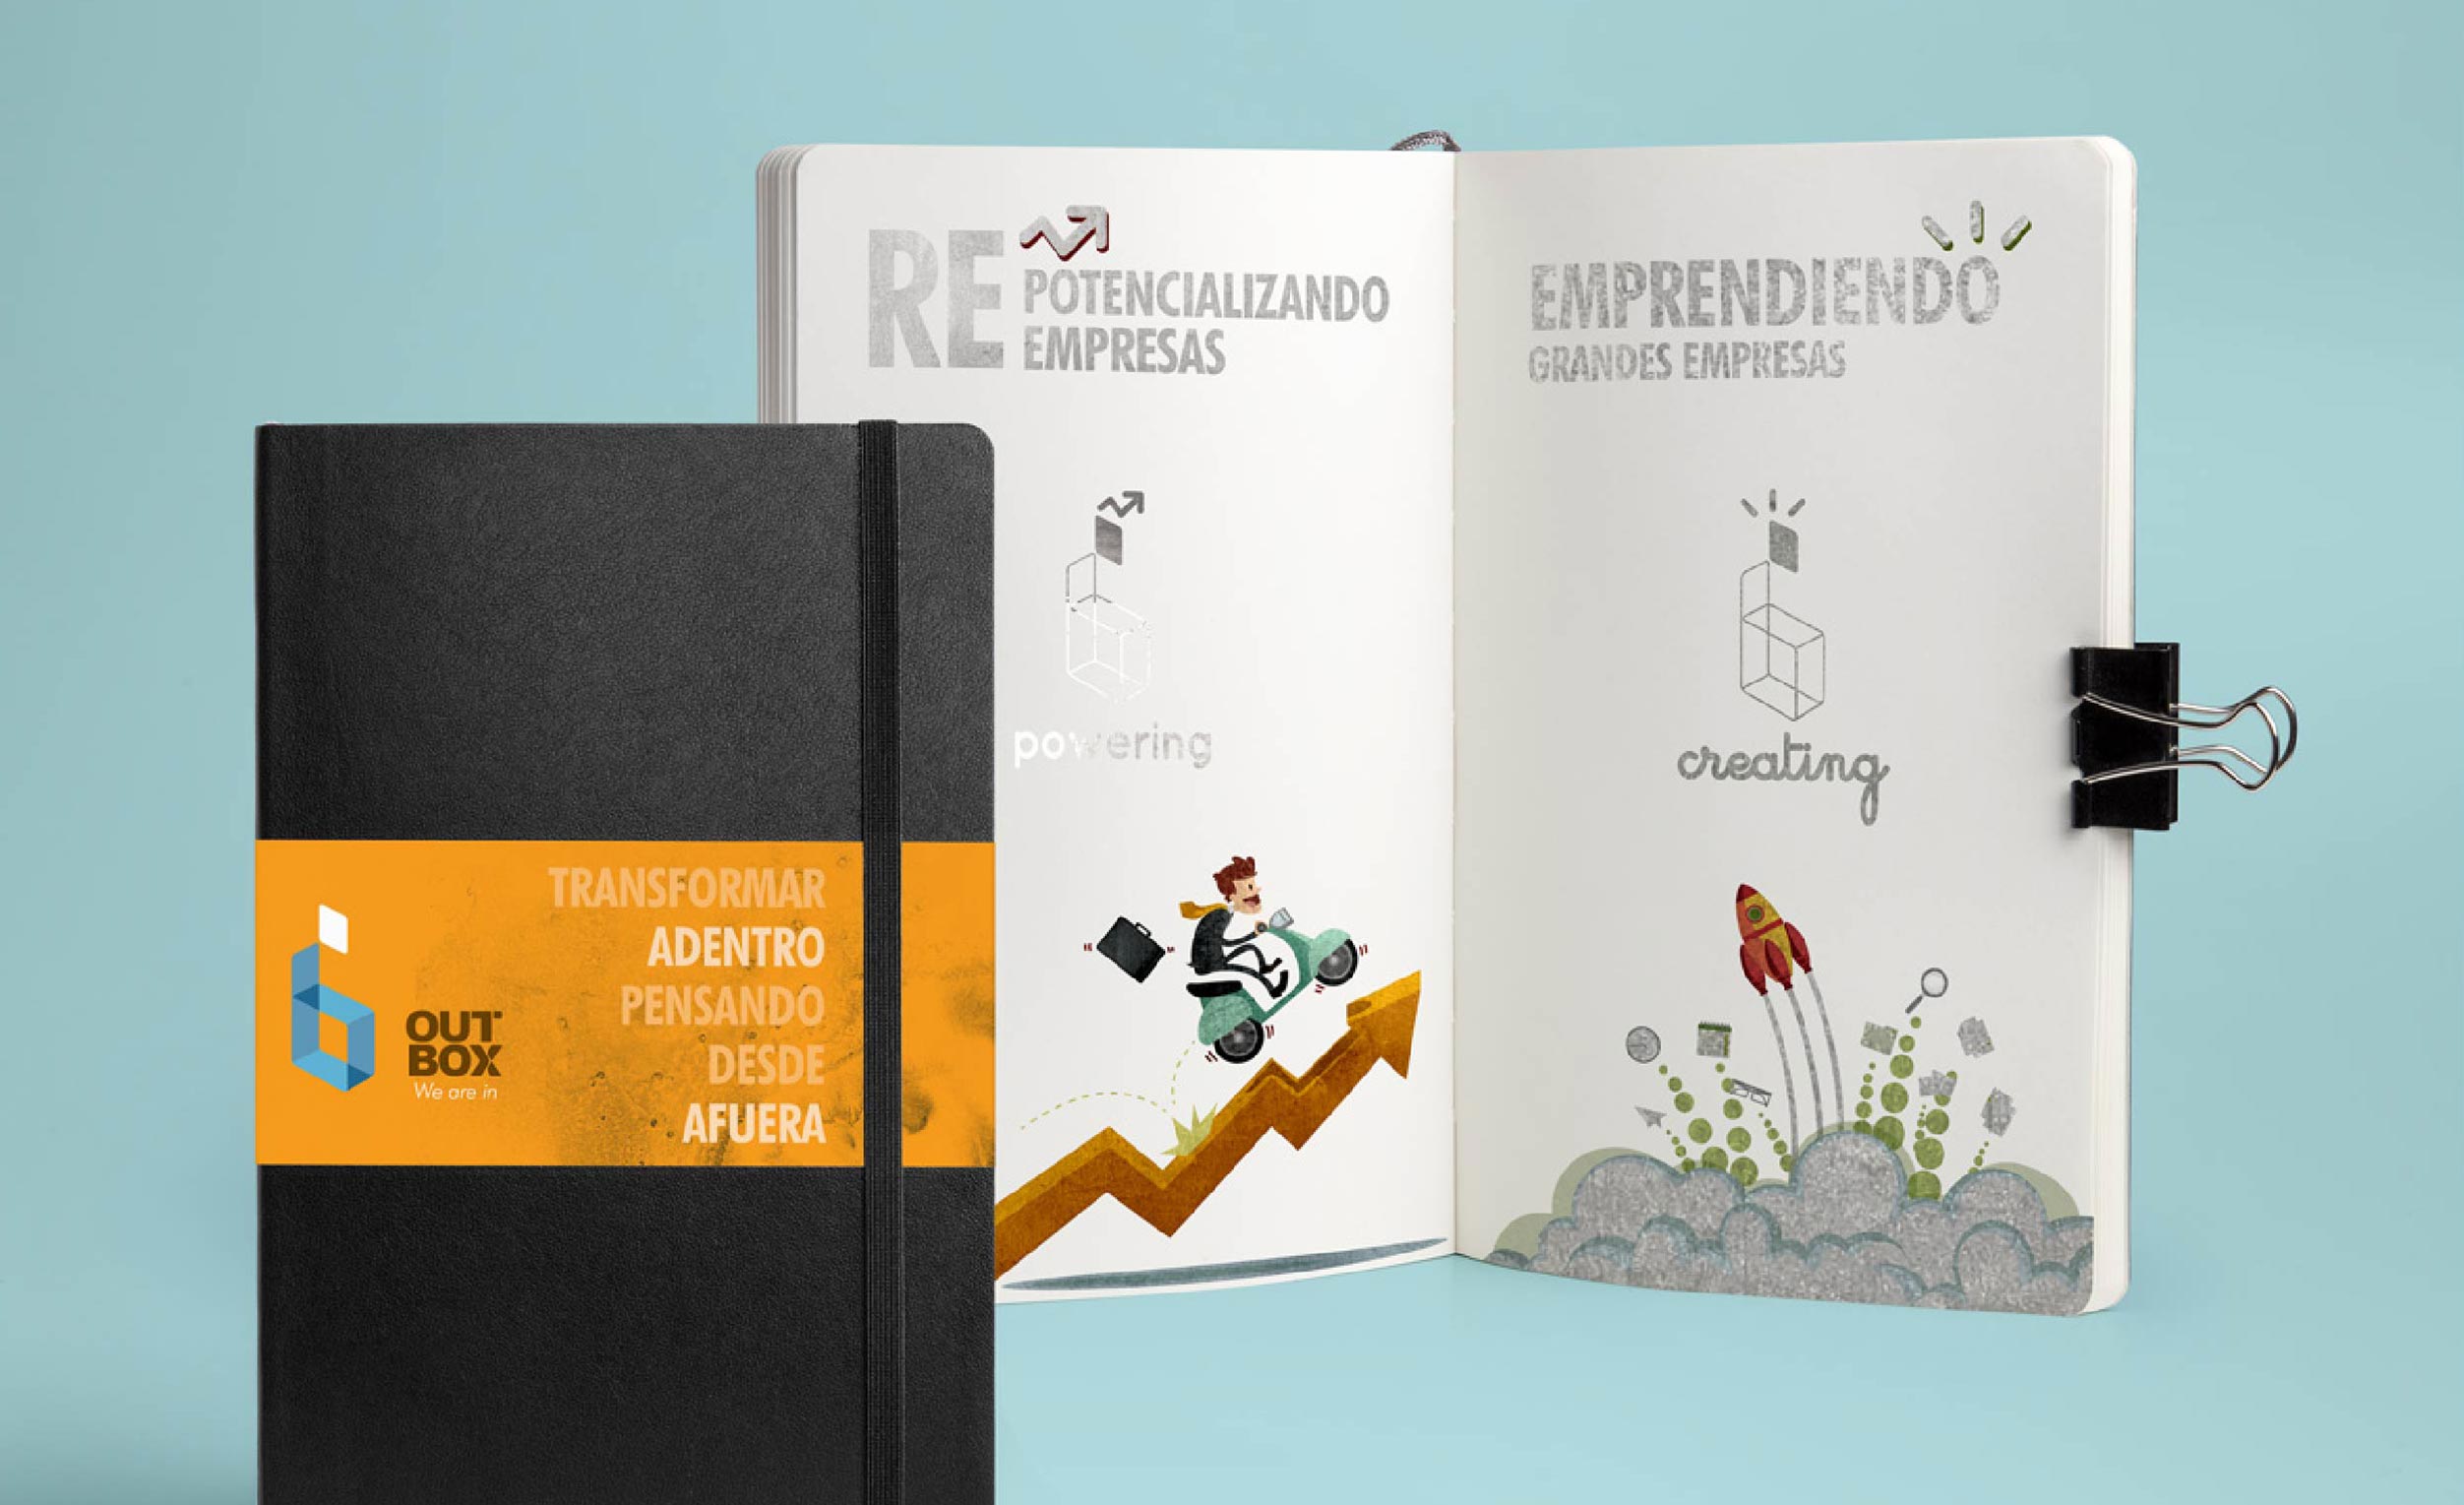 RE
POTENCIALIZANDO
EMPRESAS
powering
EMPRENDIENDO
GRANDES EMPRESAS
creating
OUT
BOX
We are in
TRANSFORMAR
ADENTRO
PENSANDO
DESDE
AFUERA